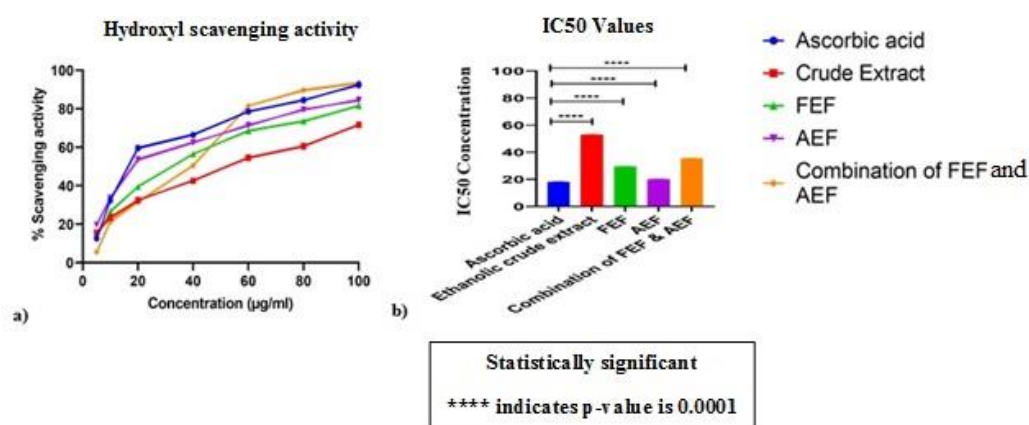 Hydroxyl scavenging activity
% Scavenging activity
100
80
60
40
20
0
0
20
40
60
80
100
Concentration (µg/ml)
a)
IC50 Values
IC50 Concentration
100
80
60
40
20
0
****
****
****
****
Ascorbic acid
Ethanolic crude extract
FEF
AEF
Combination of FEF & AEF
b)
Ascorbic acid
Crude Extract
FEF
AEF
Combination of FEF and
AEF
Statistically significant
**** indicates p-value is 0.0001